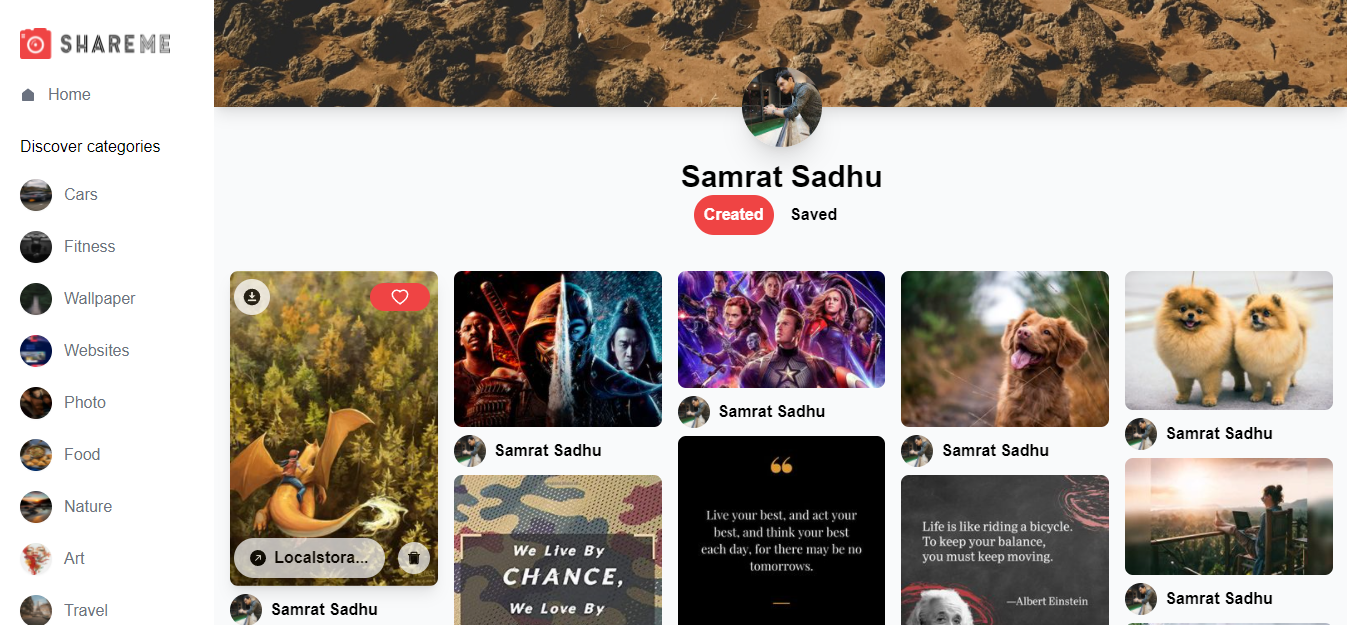 SHAREME
Home
Discover categories
Cars
Fitness
Wallpaper
Websites
Photo
Food
Nature
Art
Travel
Samrat Sadhu
Created
Saved
Localstora...
Samrat Sadhu
Samrat Sadhu
We Live By
CHANCE,
We Love By
Samrat Sadhu
“
Live your best, and act your
best, and think your best
each day, for there may be no
tomorrows.
Samrat Sadhu
Life is like riding a bicycle.
To keep your balance,
you must keep moving.
—Albert Einstein
Samrat Sadhu
Samrat Sadhu